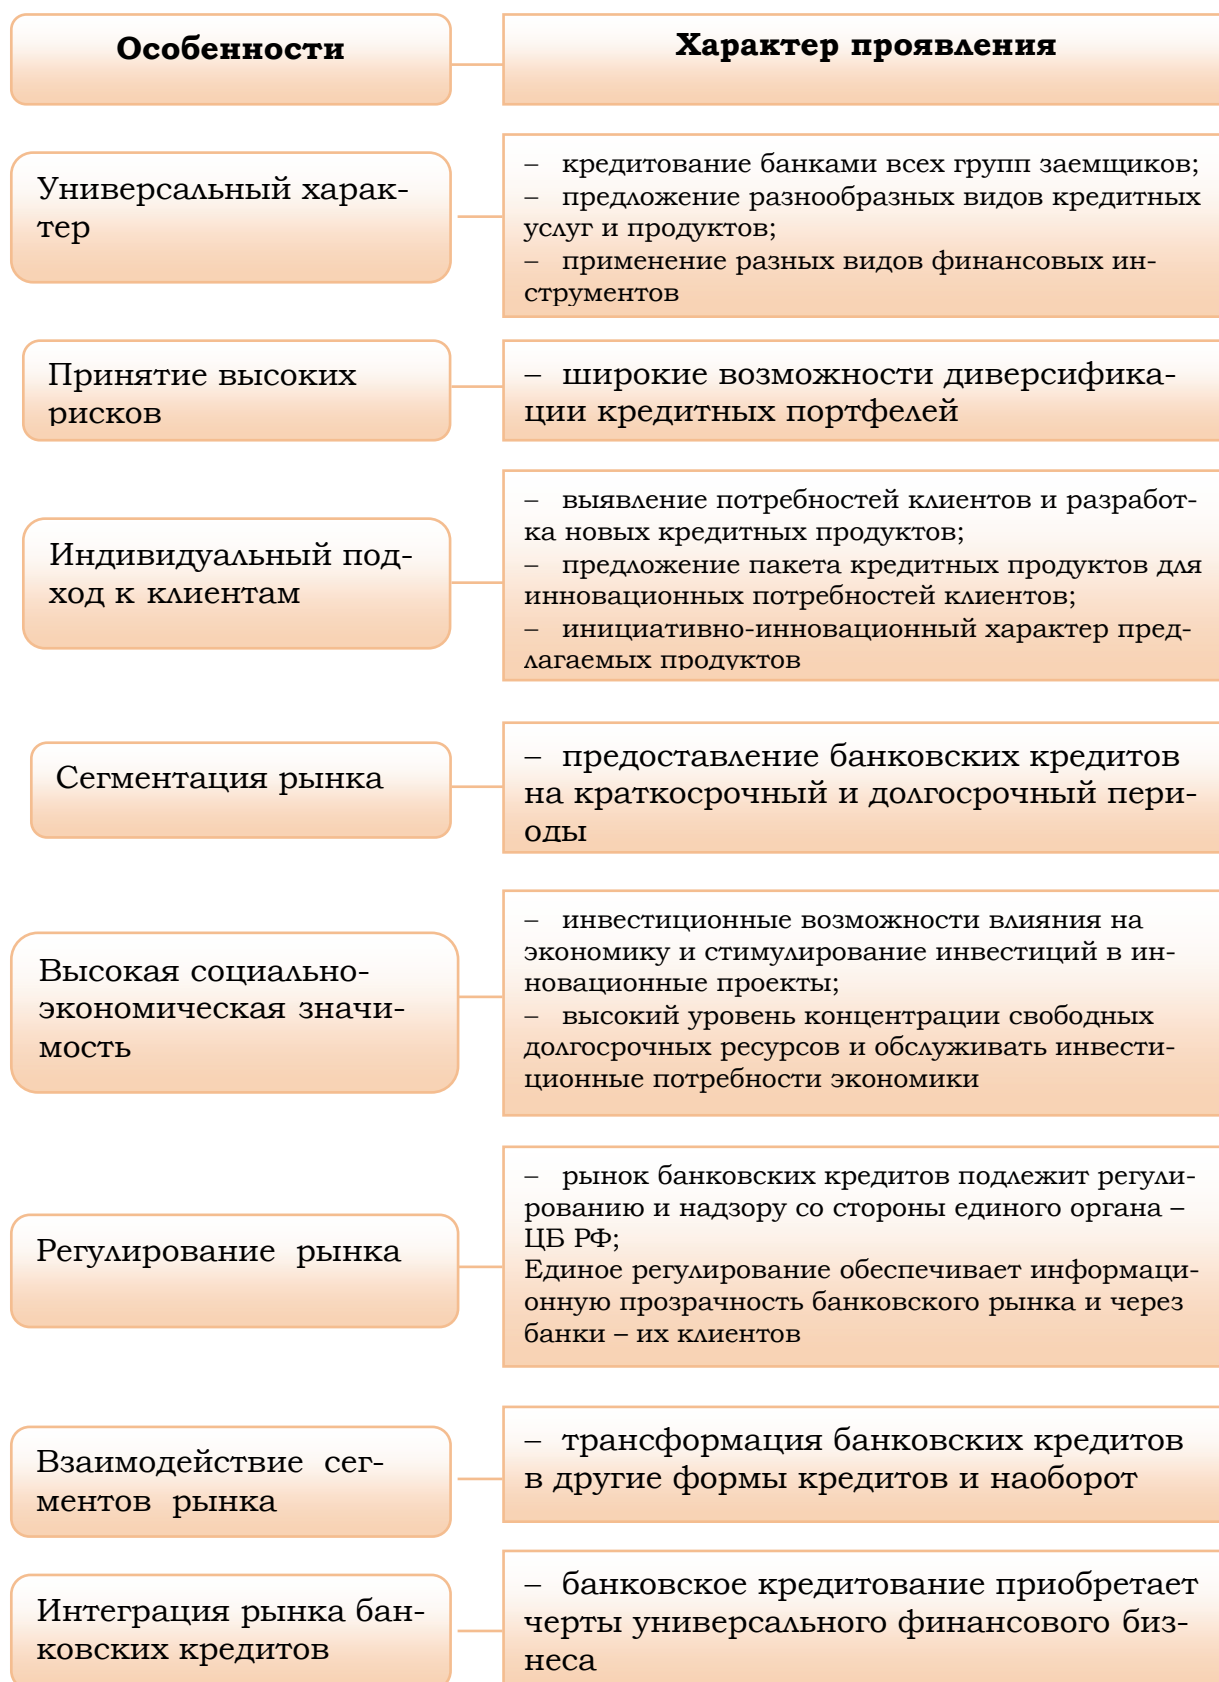 Особенности
Характер проявления
Универсальный харак-
тер
– кредитование банками всех групп заемщиков;
– предложение разнообразных видов кредитных
услуг и продуктов;
– применение разных видов финансовых ин-
струментов
Принятие высоких
рисков
– широкие возможности диверсифика-
ции кредитных портфелей
Индивидуальный под-
ход к клиентам
– выявление потребностей клиентов и разработ-
ка новых кредитных продуктов;
– предложение пакета кредитных продуктов для
инновационных потребностей клиентов;
– инициативно-инновационный характер пред-
лагаемых продуктов
Сегментация рынка
– предоставление банковских кредитов
на краткосрочный и долгосрочный пери-
оды
Высокая социально-
экономическая значи-
мость
– инвестиционные возможности влияния на
экономику и стимулирование инвестиций в ин-
новационные проекты;
– высокий уровень концентрации свободных
долгосрочных ресурсов и обслуживать инвести-
ционные потребности экономики
Регулирование рынка
– рынок банковских кредитов подлежит регули-
рованию и надзору со стороны единого органа –
ЦБ РФ;
Единое регулирование обеспечивает информаци-
онную прозрачность банковского рынка и через
банки – их клиентов
Взаимодействие сег-
ментов рынка
– трансформация банковских кредитов
в другие формы кредитов и наоборот
Интеграция рынка бан-
ковских кредитов
– банковское кредитование приобретает
черты универсального финансового биз-
неса